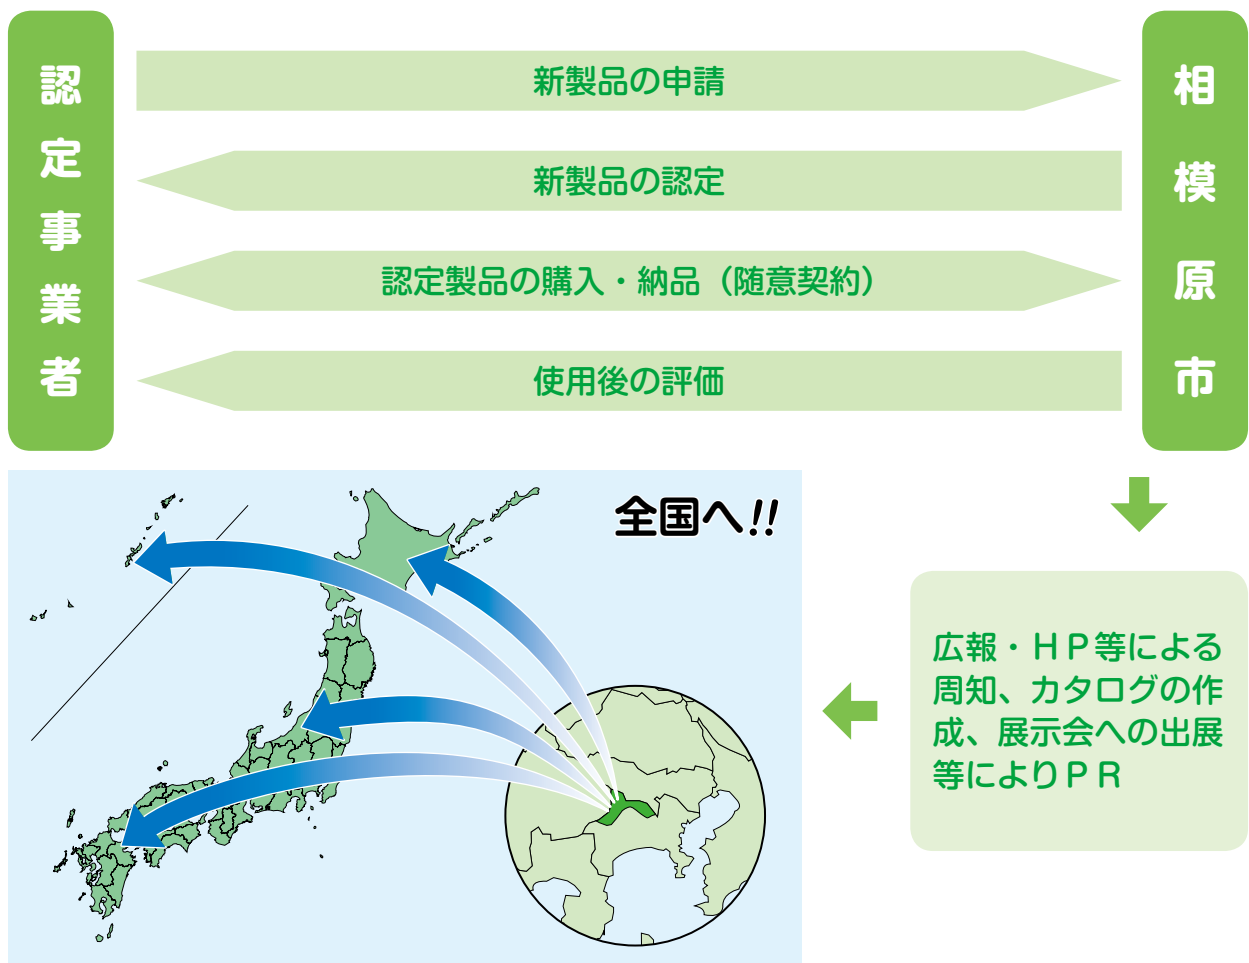 認定事業者
新製品の申請
新製品の認定
認定製品の購入・納品（随意契約）
使用後の評価
相模原市
全国へ!!
広報・ＨＰ等による
周知、カタログの作
成、展示会への出展
等によりＰＲ